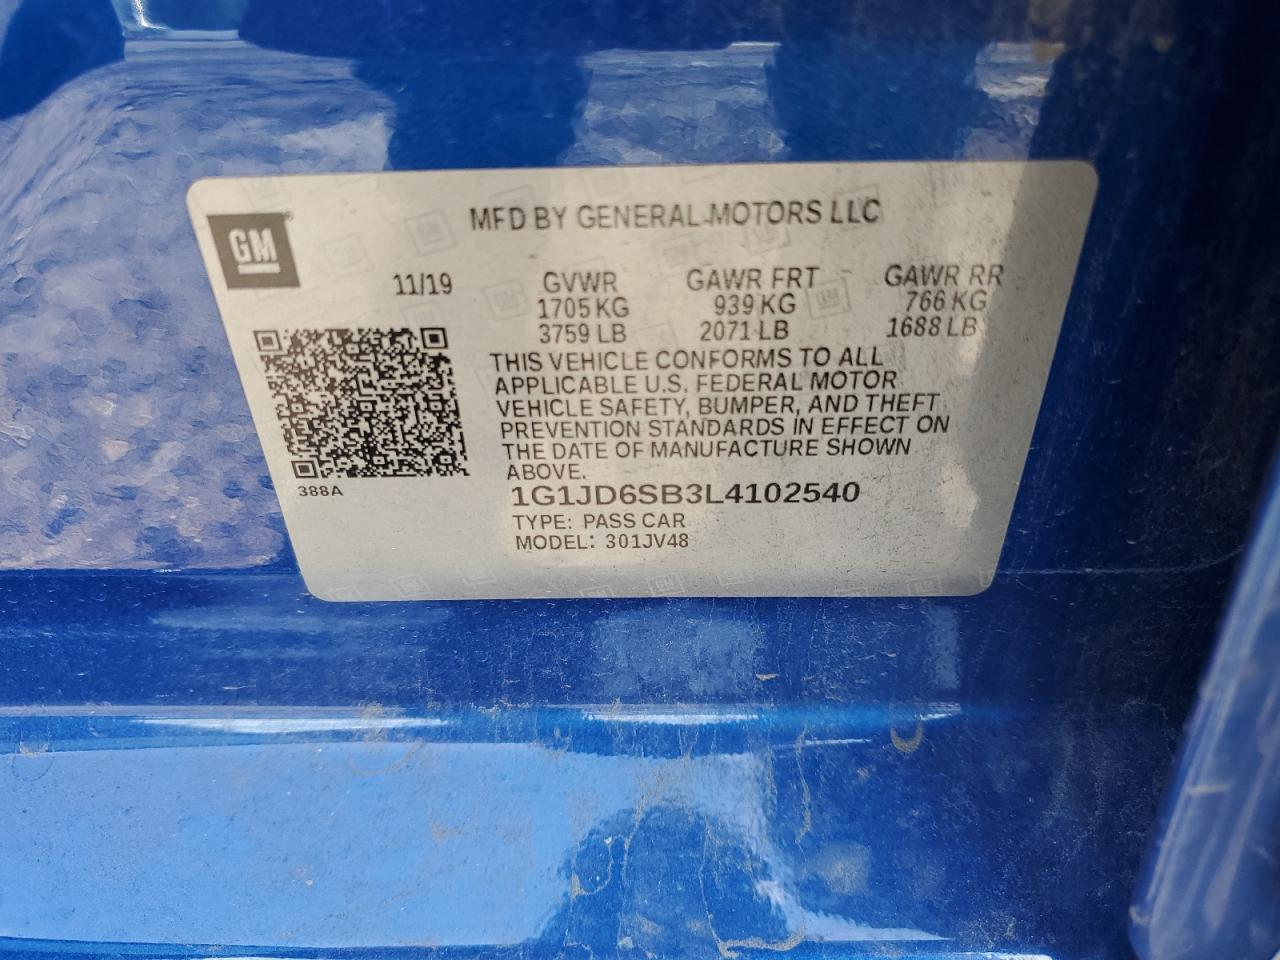 GM
MFD BY GENERAL MOTORS LLC
11/19 GVWR GAWR FRT GAWR RR
1705 KG 939 KG 766 KG
3759 LB 2071 LB 1688 LB
THIS VEHICLE CONFORMS TO ALL
APPLICABLE U.S. FEDERAL MOTOR
VEHICLE SAFETY, BUMPER, AND THEFT
PREVENTION STANDARDS IN EFFECT ON
THE DATE OF MANUFACTURE SHOWN
ABOVE.
388A
1G1JD6SB3L4102540
TYPE: PASS CAR
MODEL: 301JV48